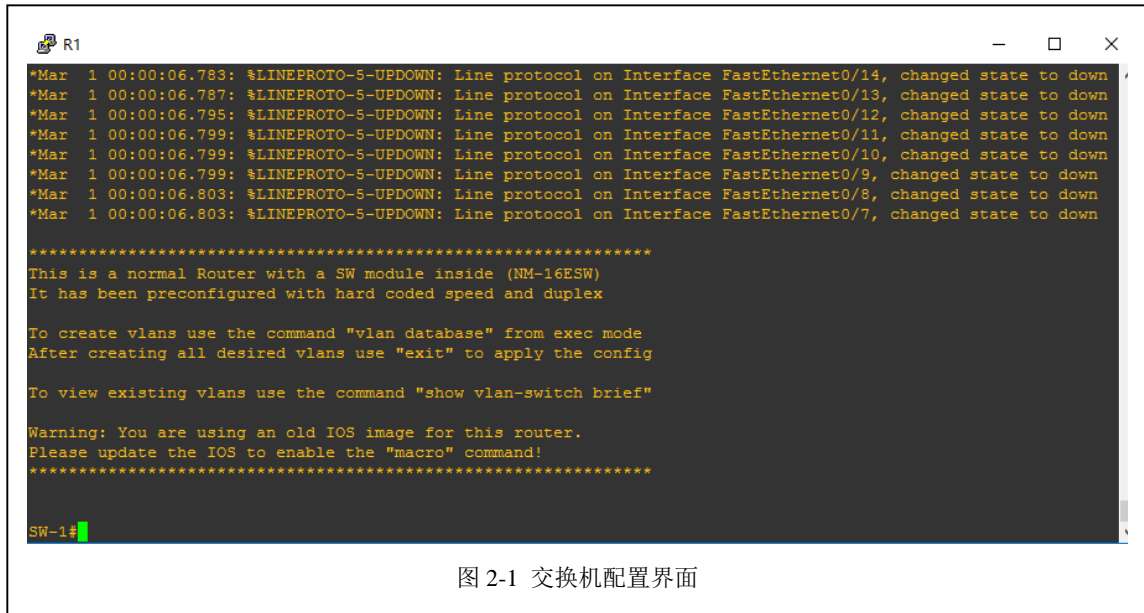 R1
*Mar  1 00:00:06.783: %LINEPROTO-5-UPDOWN: Line protocol on Interface FastEthernet0/14, changed state to down
*Mar  1 00:00:06.787: %LINEPROTO-5-UPDOWN: Line protocol on Interface FastEthernet0/13, changed state to down
*Mar  1 00:00:06.795: %LINEPROTO-5-UPDOWN: Line protocol on Interface FastEthernet0/12, changed state to down
*Mar  1 00:00:06.799: %LINEPROTO-5-UPDOWN: Line protocol on Interface FastEthernet0/11, changed state to down
*Mar  1 00:00:06.799: %LINEPROTO-5-UPDOWN: Line protocol on Interface FastEthernet0/10, changed state to down
*Mar  1 00:00:06.799: %LINEPROTO-5-UPDOWN: Line protocol on Interface FastEthernet0/9, changed state to down
*Mar  1 00:00:06.803: %LINEPROTO-5-UPDOWN: Line protocol on Interface FastEthernet0/8, changed state to down
*Mar  1 00:00:06.803: %LINEPROTO-5-UPDOWN: Line protocol on Interface FastEthernet0/7, changed state to down
***************************************************************
This is a normal Router with a SW module inside (NM-16ESW)
It has been preconfigured with hard coded speed and duplex
To create vlans use the command "vlan database" from exec mode
After creating all desired vlans use "exit" to apply the config
To view existing vlans use the command "show vlan-switch brief"
Warning: You are using an old IOS image for this router.
Please update the IOS to enable the "macro" command!
***************************************************************
SW-1#
图 2-1 交换机配置界面